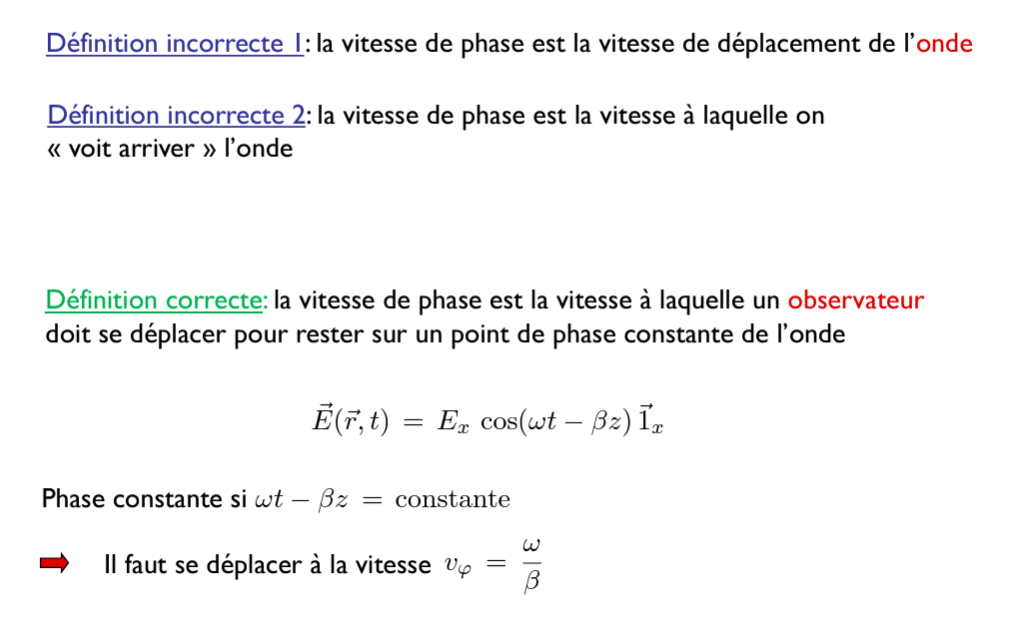 Définition incorrecte 1: la vitesse de phase est la vitesse de déplacement de l’onde
Définition incorrecte 2: la vitesse de phase est la vitesse à laquelle on
« voit arriver » l’onde
Définition correcte: la vitesse de phase est la vitesse à laquelle un observateur
doit se déplacer pour rester sur un point de phase constante de l’onde
$\vec{E}(\vec{r},t) = E_x \cos(\omega t - \beta z)\,\vec{1}_x$
Phase constante si $\omega t - \beta z = \text{constante}$
Il faut se déplacer à la vitesse $v_\varphi = \frac{\omega}{\beta}$